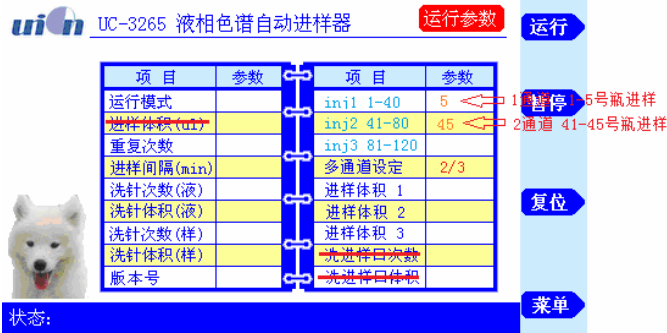 union UC-3265 液相色谱自动进样器 运行参数 运行
项 目 参数 项 目 参数
运行模式 inj1 1-40 5 1通道 1-5号瓶进样
暂停
进样体积(ul) inj2 41-80 45 2通道 41-45号瓶进样
重复次数 inj3 81-120
进样间隔(min) 多通道设定 2/3
洗针次数(液) 进样体积 1
复位
洗针体积(液) 进样体积 2
洗针次数(样) 进样体积 3
洗针体积(样) 洗进样口次数
版本号 洗进样口体积
菜单
状态: